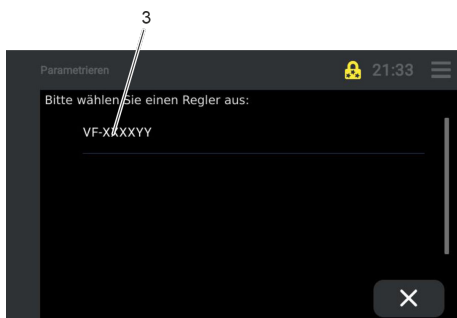 3
Parametrieren 21:33
Bitte wählen Sie einen Regler aus:
VF-XXXXYY